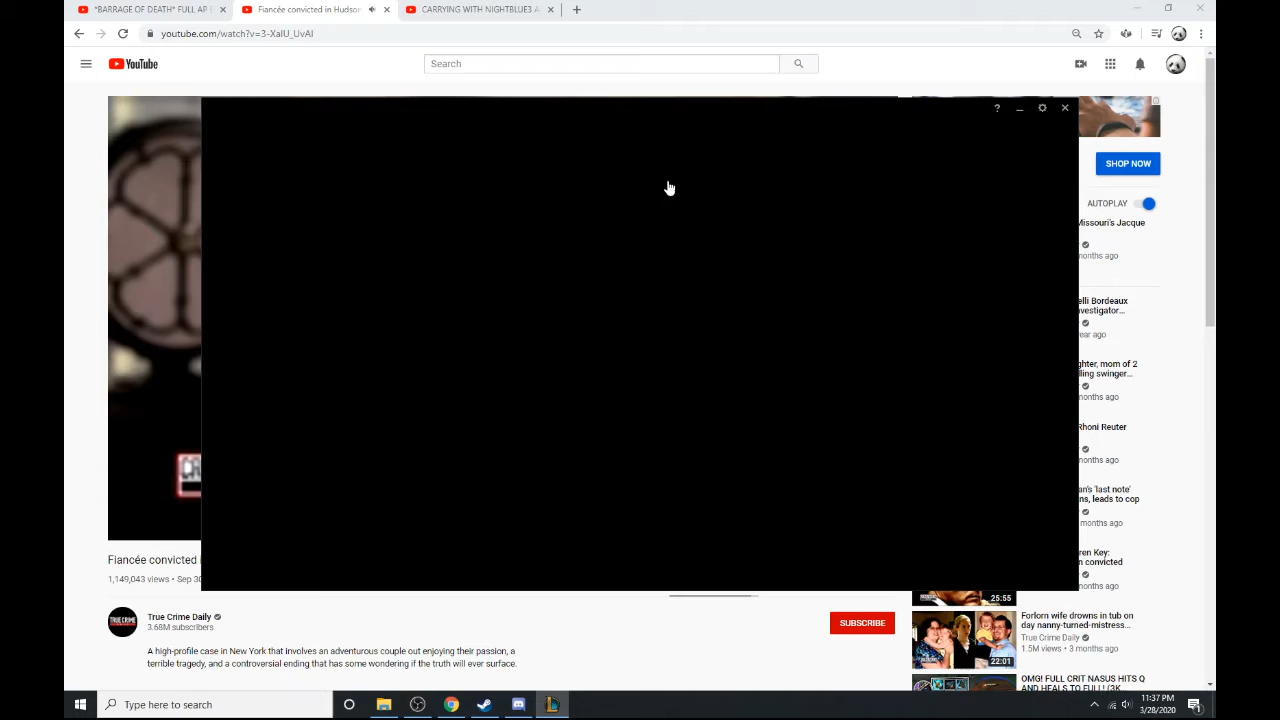 *BARRAGE OF DEATH* FULL AP
Fiancée convicted in Hudson
CARRYING WITH NIGHTBLUE3
youtube.com/watch?v=3-XalU_UvAI
YouTube
Search
?
SHOP NOW
AUTOPLAY
Missouri's Jacque
months ago
elli Bordeaux
nvestigator...
ear ago
ghter, mom of 2
lling swinger...
months ago
Rhoni Reuter
months ago
an's 'last note'
ns, leads to cop
months ago
ren Key:
n convicted
months ago
25:55
Fiancée convicted
1,149,043 views • Sep 30
True Crime Daily
3.68M subscribers
SUBSCRIBE
A high-profile case in New York that involves an adventurous couple out enjoying their passion, a
terrible tragedy, and a controversial ending that has some wondering if the truth will ever surface.
Forlorn wife drowns in tub on
day nanny-turned-mistress...
True Crime Daily
1.5M views • 3 months ago
22:01
OMG! FULL CRIT NASUS HITS Q
AND HEALS TO FULL! (3K
TRUE CRIME
Type here to search
11:37 PM
3/28/2020
1